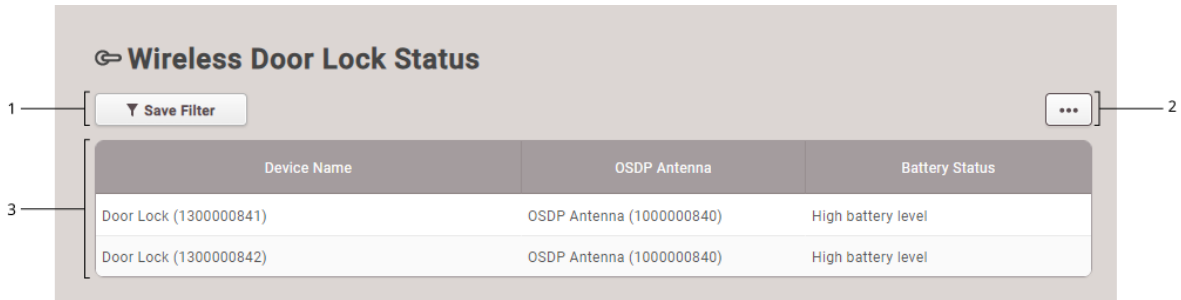 Wireless Door Lock Status
1 Save Filter ••• 2
Device Name OSDP Antenna Battery Status
3 Door Lock (1300000841) OSDP Antenna (1000000840) High battery level
Door Lock (1300000842) OSDP Antenna (1000000840) High battery level